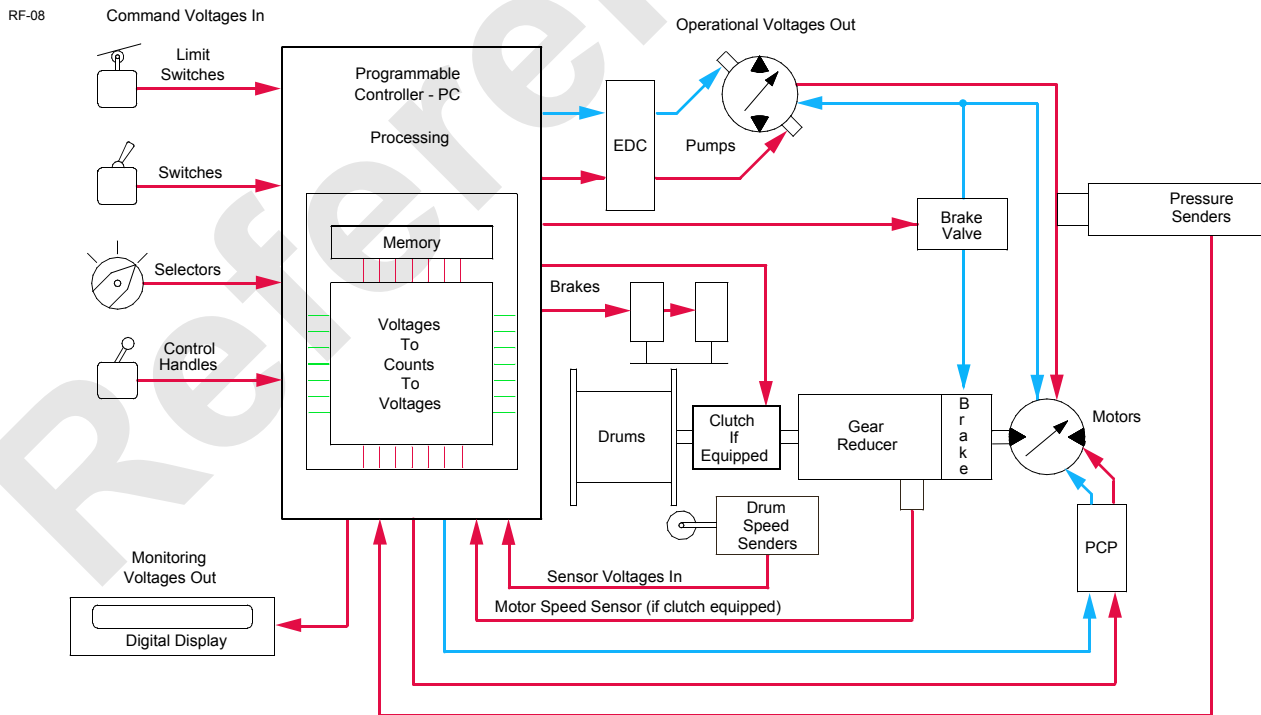 RF-08
Command Voltages In
Operational Voltages Out
Limit
Switches
Programmable
Controller - PC
Processing
EDC
Pumps
Switches
Pressure
Senders
Brake
Valve
Memory
Selectors
Brakes
Voltages
To
Counts
To
Voltages
Control
Handles
Drums
Clutch
If
Equipped
Gear
Reducer
B
r
a
k
e
Motors
Drum
Speed
Senders
PCP
Monitoring
Voltages Out
Sensor Voltages In
Motor Speed Sensor (if clutch equipped)
Digital Display